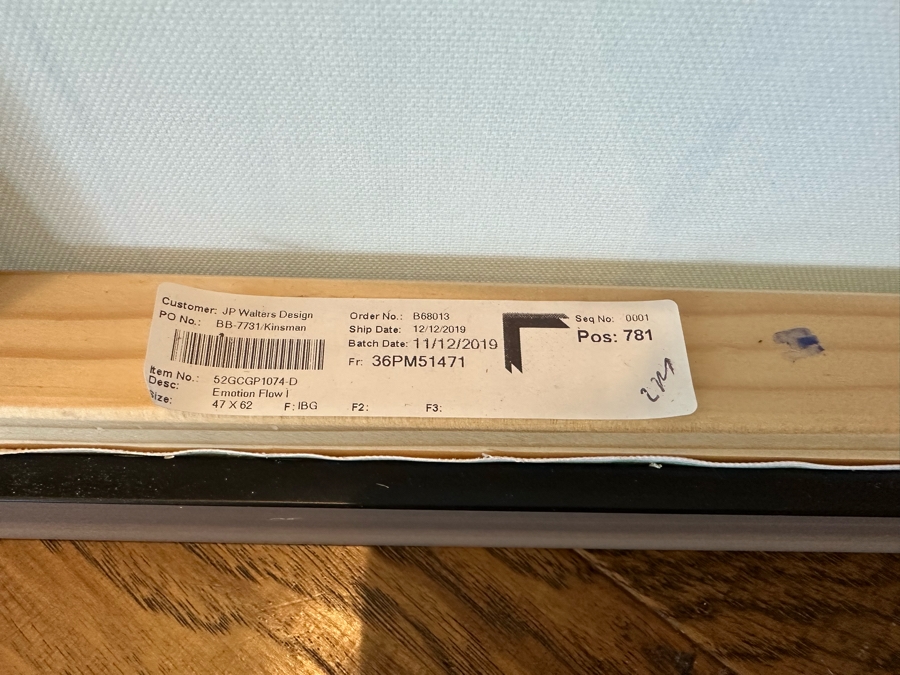 Customer: JP Walters Design
PO No.: BB-7731/Kinsman
Item No.: 52GCGP1074-D
Desc: Emotion Flow I
Size: 47 X 62 F: IBG F2: F3:
Order No.: B68013
Ship Date: 12/12/2019
Batch Date: 11/12/2019
Fr: 36PM51471
Seq No: 0001
Pos: 781